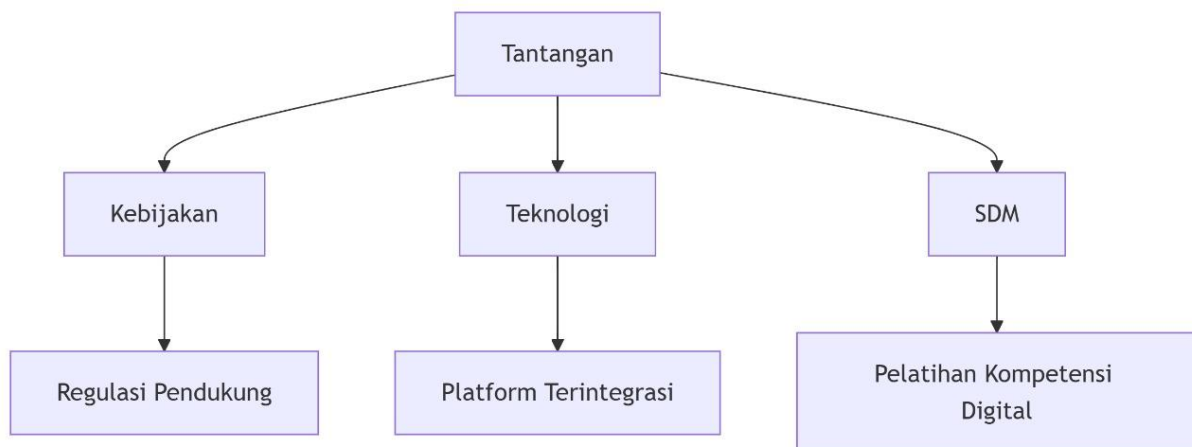 Tantangan
Kebijakan
Teknologi
SDM
Regulasi Pendukung
Platform Terintegrasi
Pelatihan Kompetensi
Digital